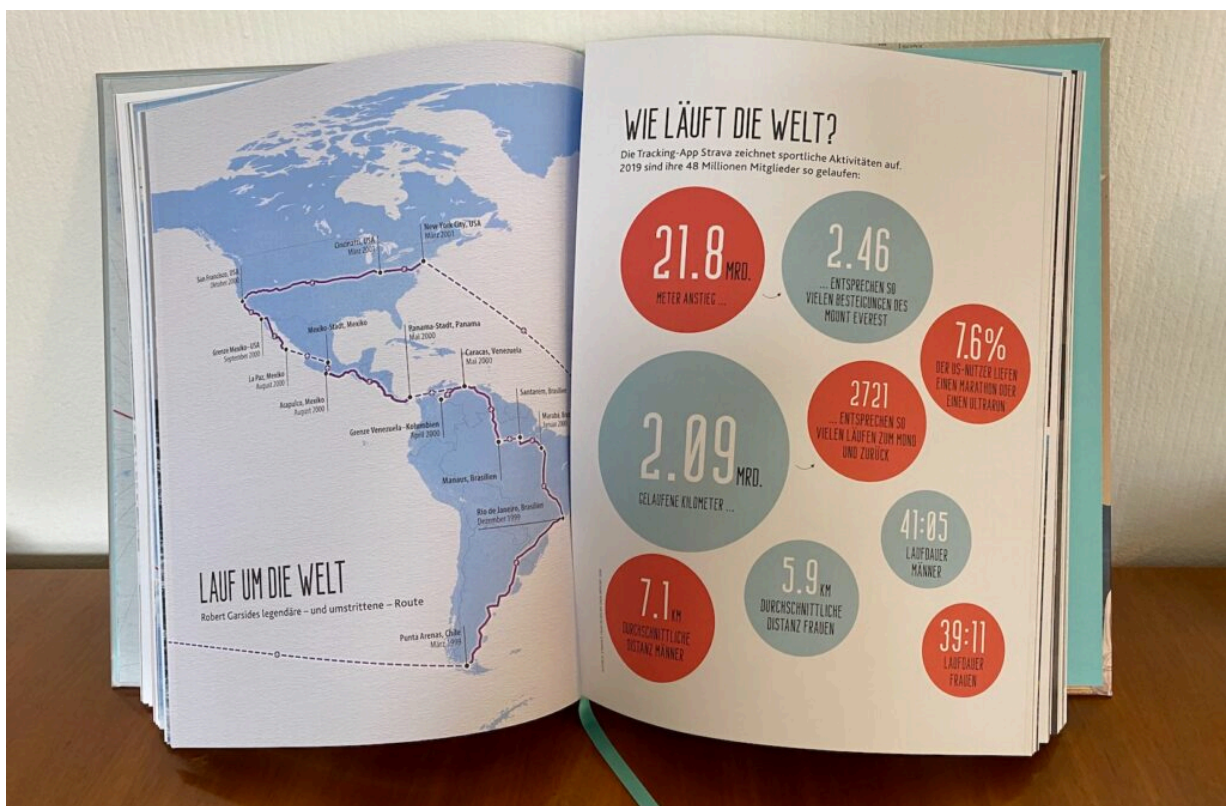 New York City, USA
März 2001
Cincinatti, USA
San Francisco, USA
Oktober 2000
Grenze Mexiko–USA
September 2000
Mexiko-Stadt, Mexiko
Panama-Stadt, Panama
Mai 2000
La Paz, Mexiko
August 2000
Caracas, Venezuela
Mai 2000
Acapulco, Mexiko
August 2000
Santarem, Brasilien
Grenze Venezuela–Kolumbien
April 2000
Manaus, Brasilien
Rio de Janeiro, Brasilien
Dezember 1999
LAUF UM DIE WELT
Robert Garsides legendäre – und umstrittene – Route
Punta Arenas, Chile
März 1999
WIE LÄUFT DIE WELT?
Die Tracking-App Strava zeichnet sportliche Aktivitäten auf.
2019 sind ihre 48 Millionen Mitglieder so gelaufen:
21.8 MRD.
METER ANSTIEG ...
2.46
... ENTSPRECHEN SO
VIELEN BESTEIGUNGEN DES
MOUNT EVEREST
7.6%
DER US-NUTZER LIEFEN
EINEN MARATHON ODER
EINEN ULTRARUN
2.09 MRD.
GELAUFENE KILOMETER ...
2721
... ENTSPRECHEN SO
VIELEN LÄUFEN ZUM MOND
UND ZURÜCK
41:05
LAUFDAUER
MÄNNER
7.1 KM
DURCHSCHNITTLICHE
DISTANZ MÄNNER
5.9 KM
DURCHSCHNITTLICHE
DISTANZ FRAUEN
39:11
LAUFDAUER
FRAUEN